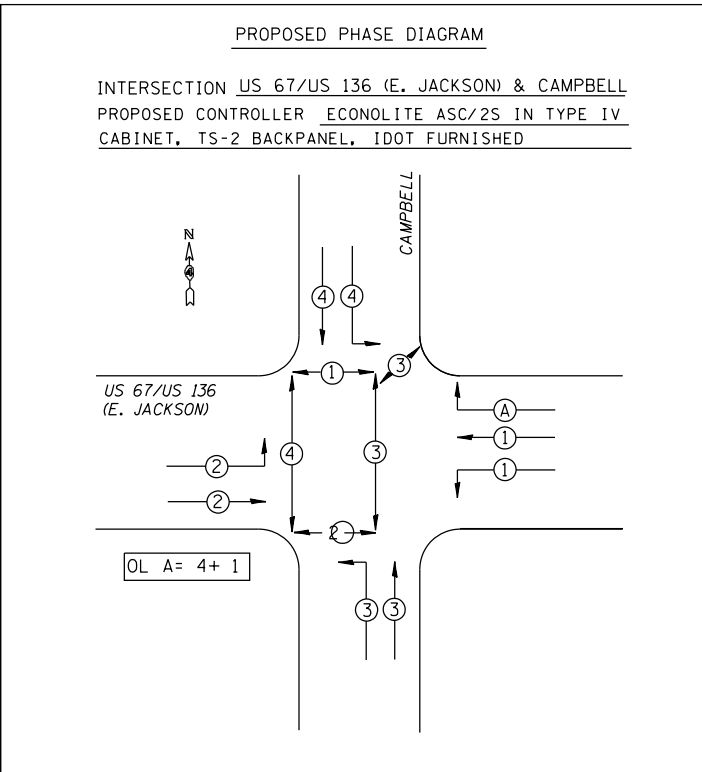 PROPOSED PHASE DIAGRAM
INTERSECTION US 67/US 136 (E. JACKSON) & CAMPBELL
PROPOSED CONTROLLER ECONOLITE ASC/2S IN TYPE IV
CABINET, TS-2 BACKPANEL, IDOT FURNISHED
CAMPBELL
N
4
4 4
1
3
US 67/US 136
(E. JACKSON)
A
1
1
4
3
2
2
2
OL A= 4+ 1
3 3